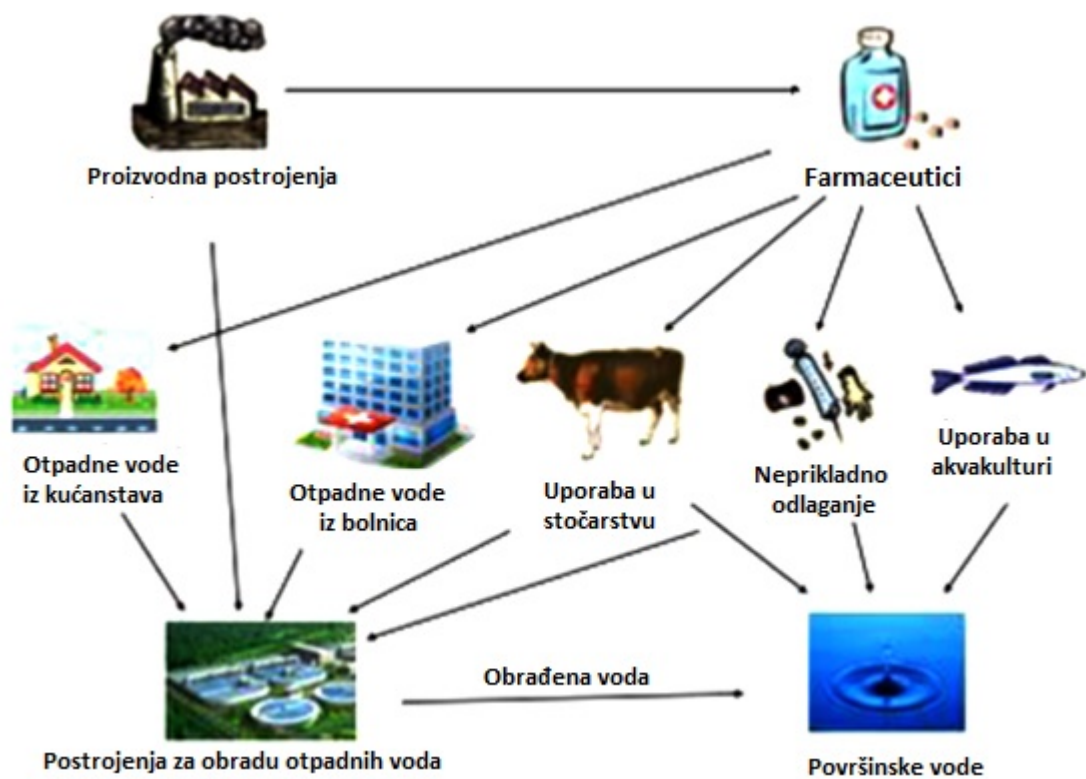 Proizvodna postrojenja
Farmaceutici
Otpadne vode
iz kućanstava
Otpadne vode
iz bolnica
Uporaba u
stočarstvu
Neprikladno
odlaganje
Uporaba u
akvakulturi
Obrađena voda
Postrojenja za obradu otpadnih voda
Površinske vode